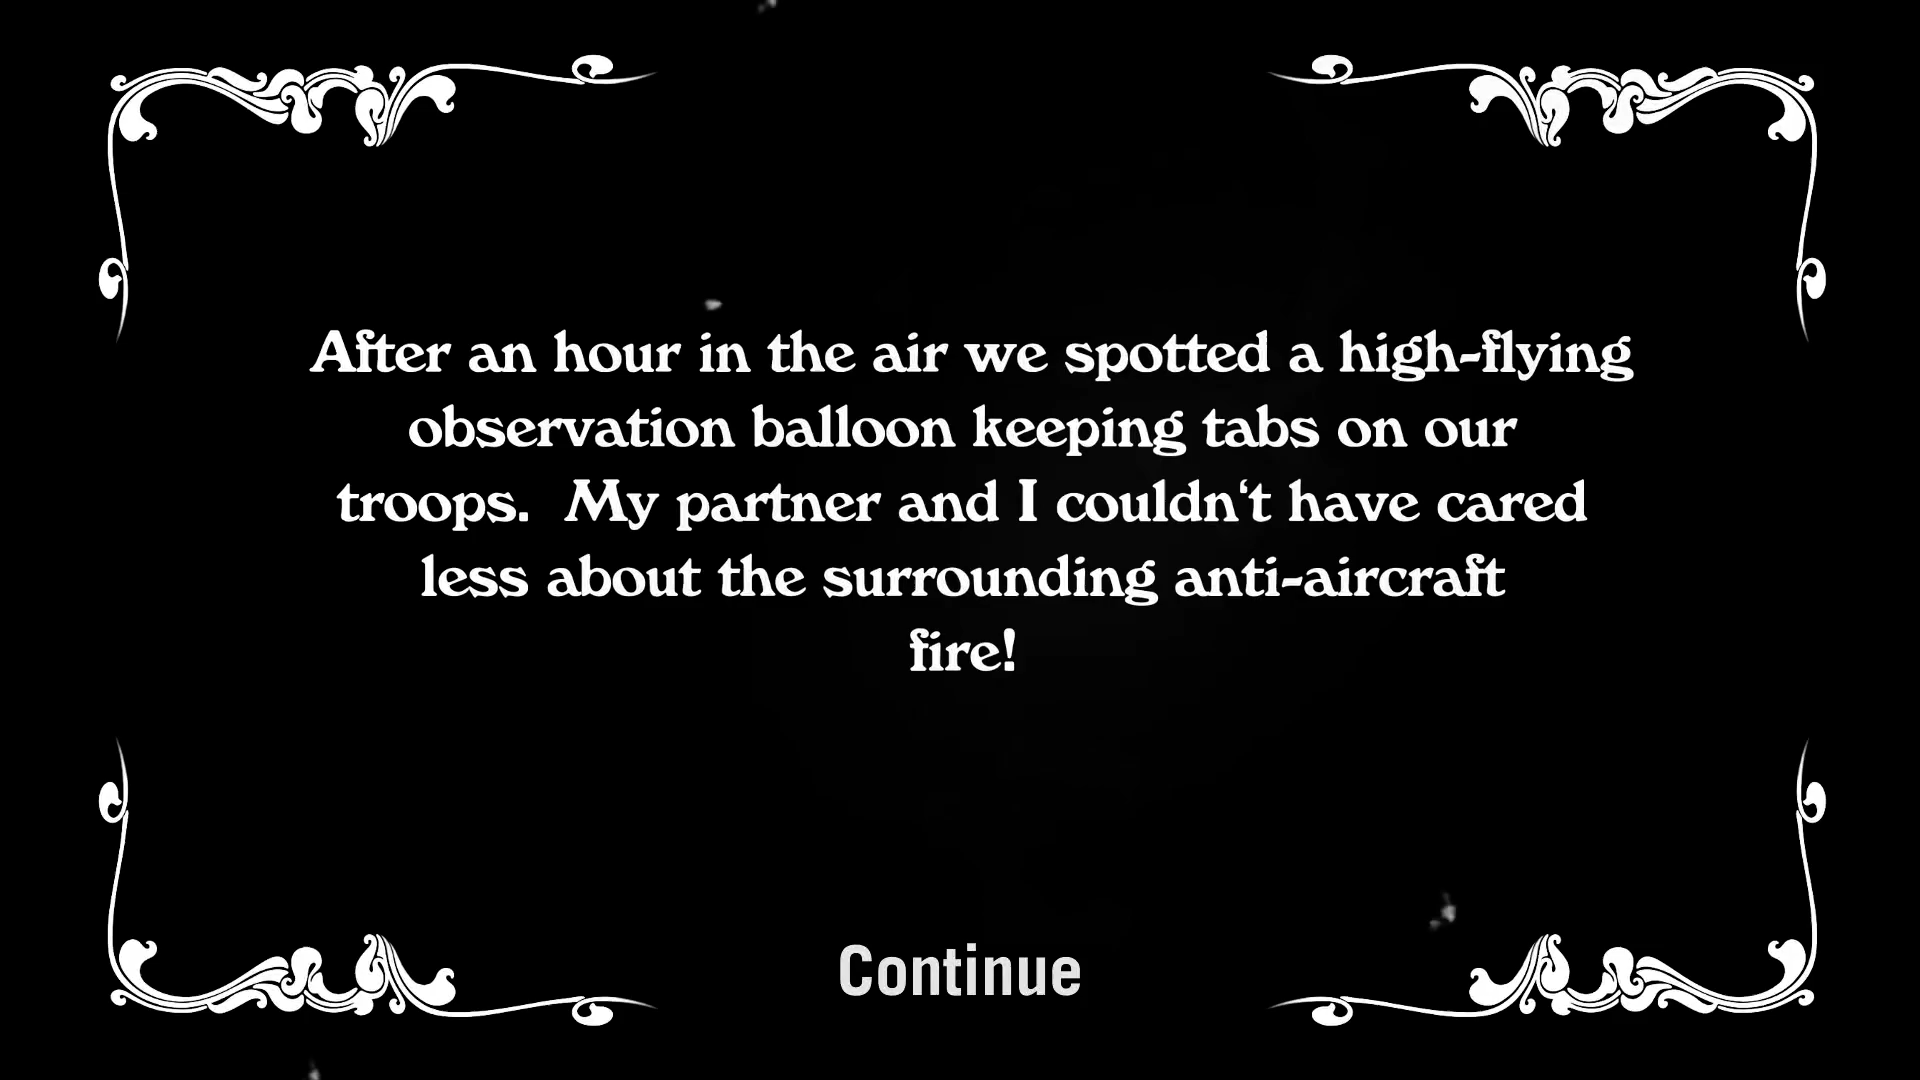 After an hour in the air we spotted a high-flying
observation balloon keeping tabs on our
troops.  My partner and I couldn‘t have cared
less about the surrounding anti-aircraft
fire!
Continue